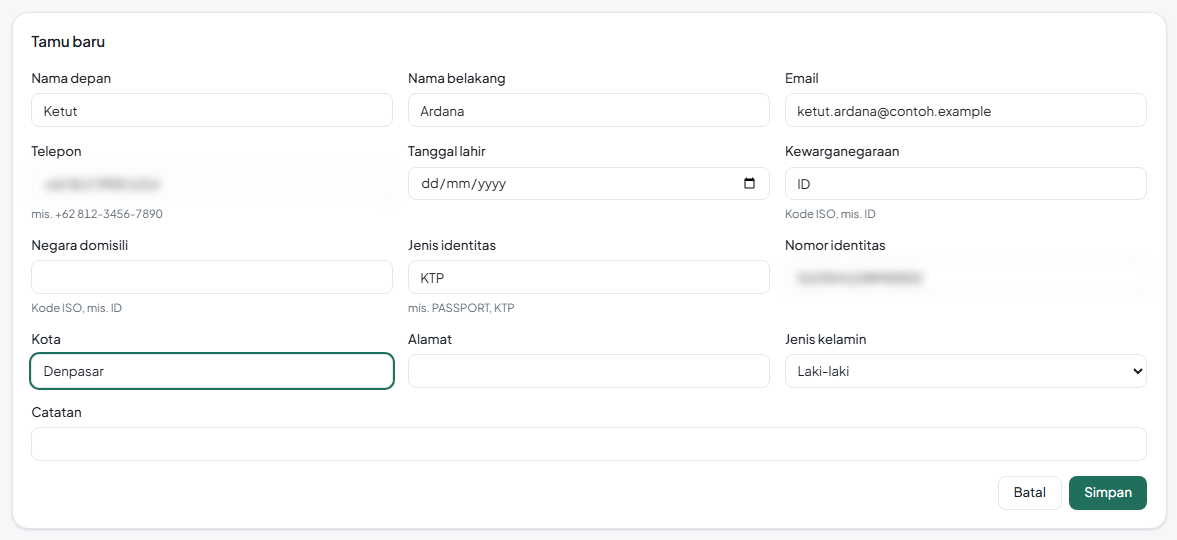 Tamu baru
Nama depan Nama belakang Email
Ketut Ardana ketut.ardana@contoh.example
Telepon Tanggal lahir Kewarganegaraan
dd/mm/yyyy ID
mis. +62 812-3456-7890 Kode ISO, mis. ID
Negara domisili Jenis identitas Nomor identitas
KTP
Kode ISO, mis. ID mis. PASSPORT, KTP
Kota Alamat Jenis kelamin
Denpasar Laki-laki
Catatan
Batal Simpan